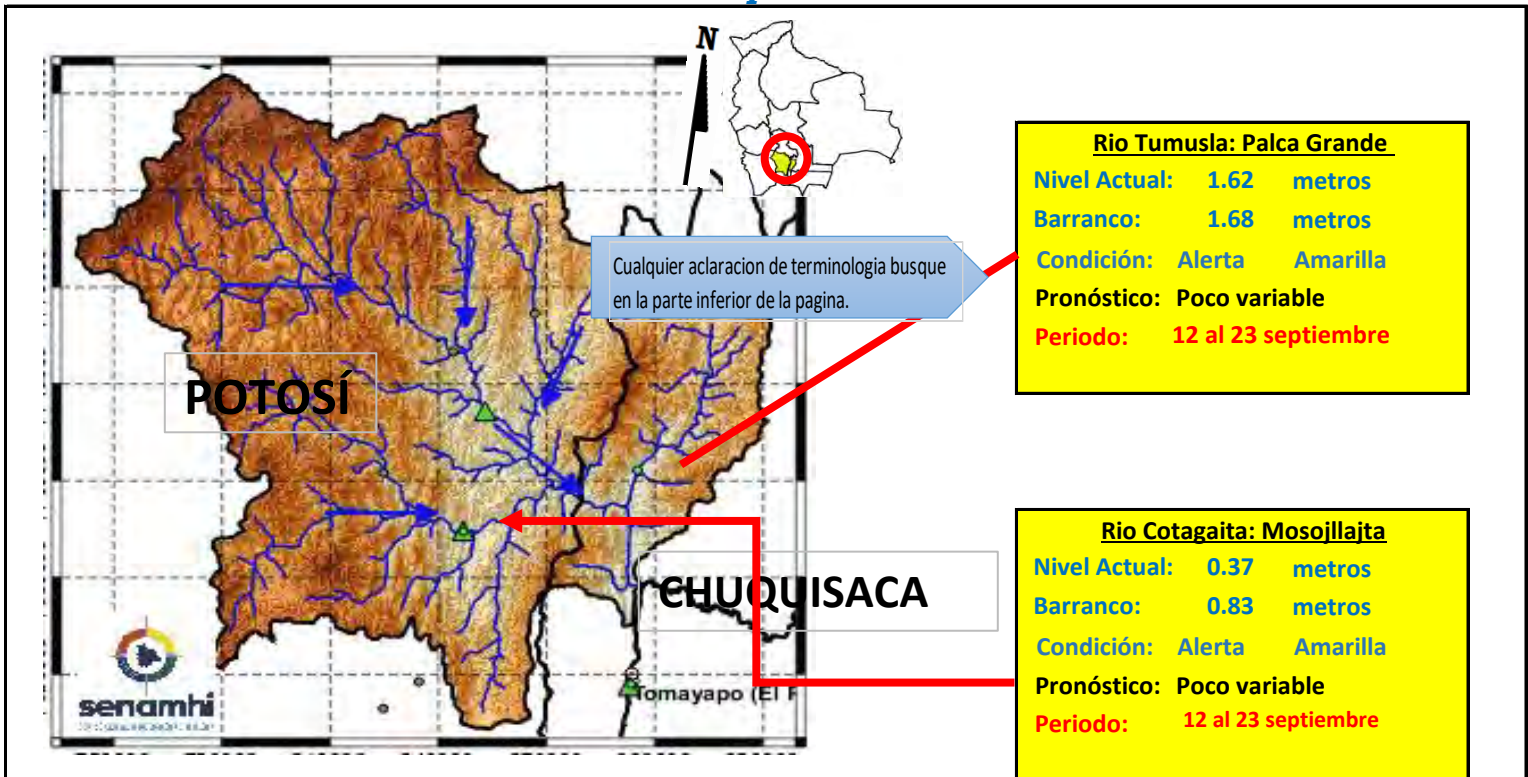 N
Rio Tumusla: Palca Grande
Nivel Actual: 1.62 metros
Barranco: 1.68 metros
Condición: Alerta Amarilla
Pronóstico: Poco variable
Periodo: 12 al 23 septiembre
Cualquier aclaracion de terminologia busque
en la parte inferior de la pagina.
POTOSÍ
CHUQUISACA
Rio Cotagaita: Mosojllajta
Nivel Actual: 0.37 metros
Barranco: 0.83 metros
Condición: Alerta Amarilla
Pronóstico: Poco variable
Periodo: 12 al 23 septiembre
senamhi
Tomayapo (El